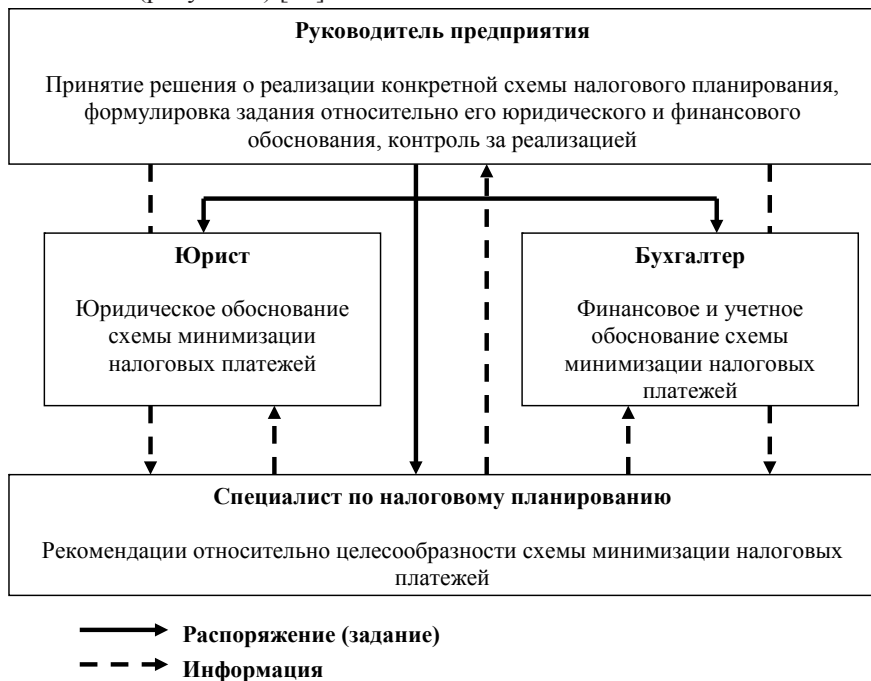 Руководитель предприятия
Принятие решения о реализации конкретной схемы налогового планирования,
формулировка задания относительно его юридического и финансового
обоснования, контроль за реализацией
Юрист
Юридическое обоснование
схемы минимизации
налоговых платежей
Бухгалтер
Финансовое и учетное
обоснование схемы
минимизации налоговых
платежей
Специалист по налоговому планированию
Рекомендации относительно целесообразности схемы минимизации налоговых
платежей
Распоряжение (задание)
Информация